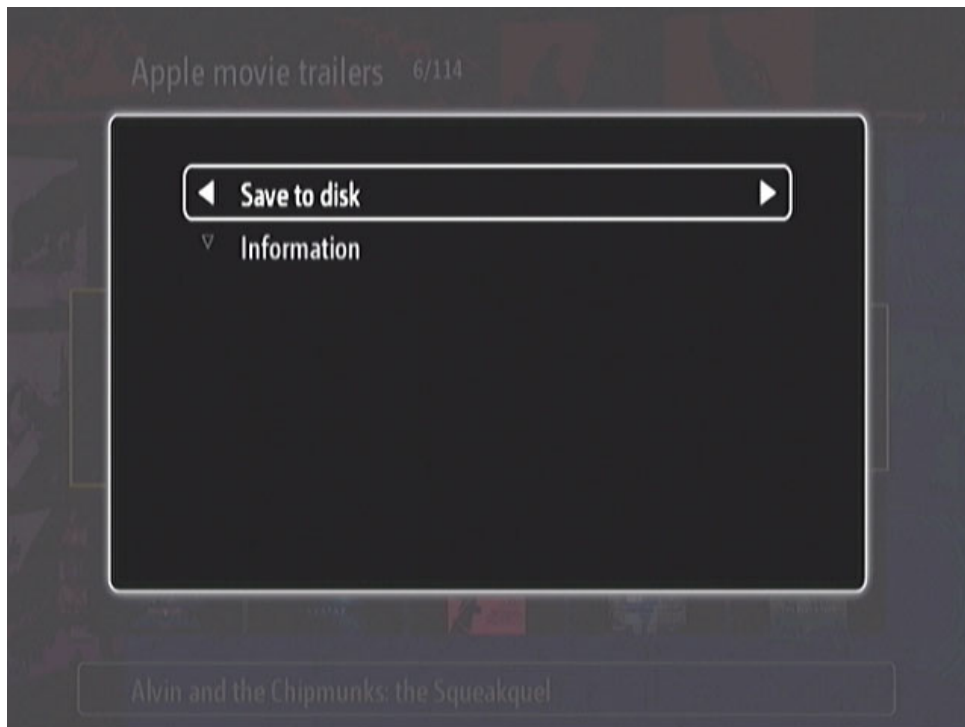 Apple movie trailers 6/114
Save to disk
Information
Alvin and the Chipmunks: the Squeakquel